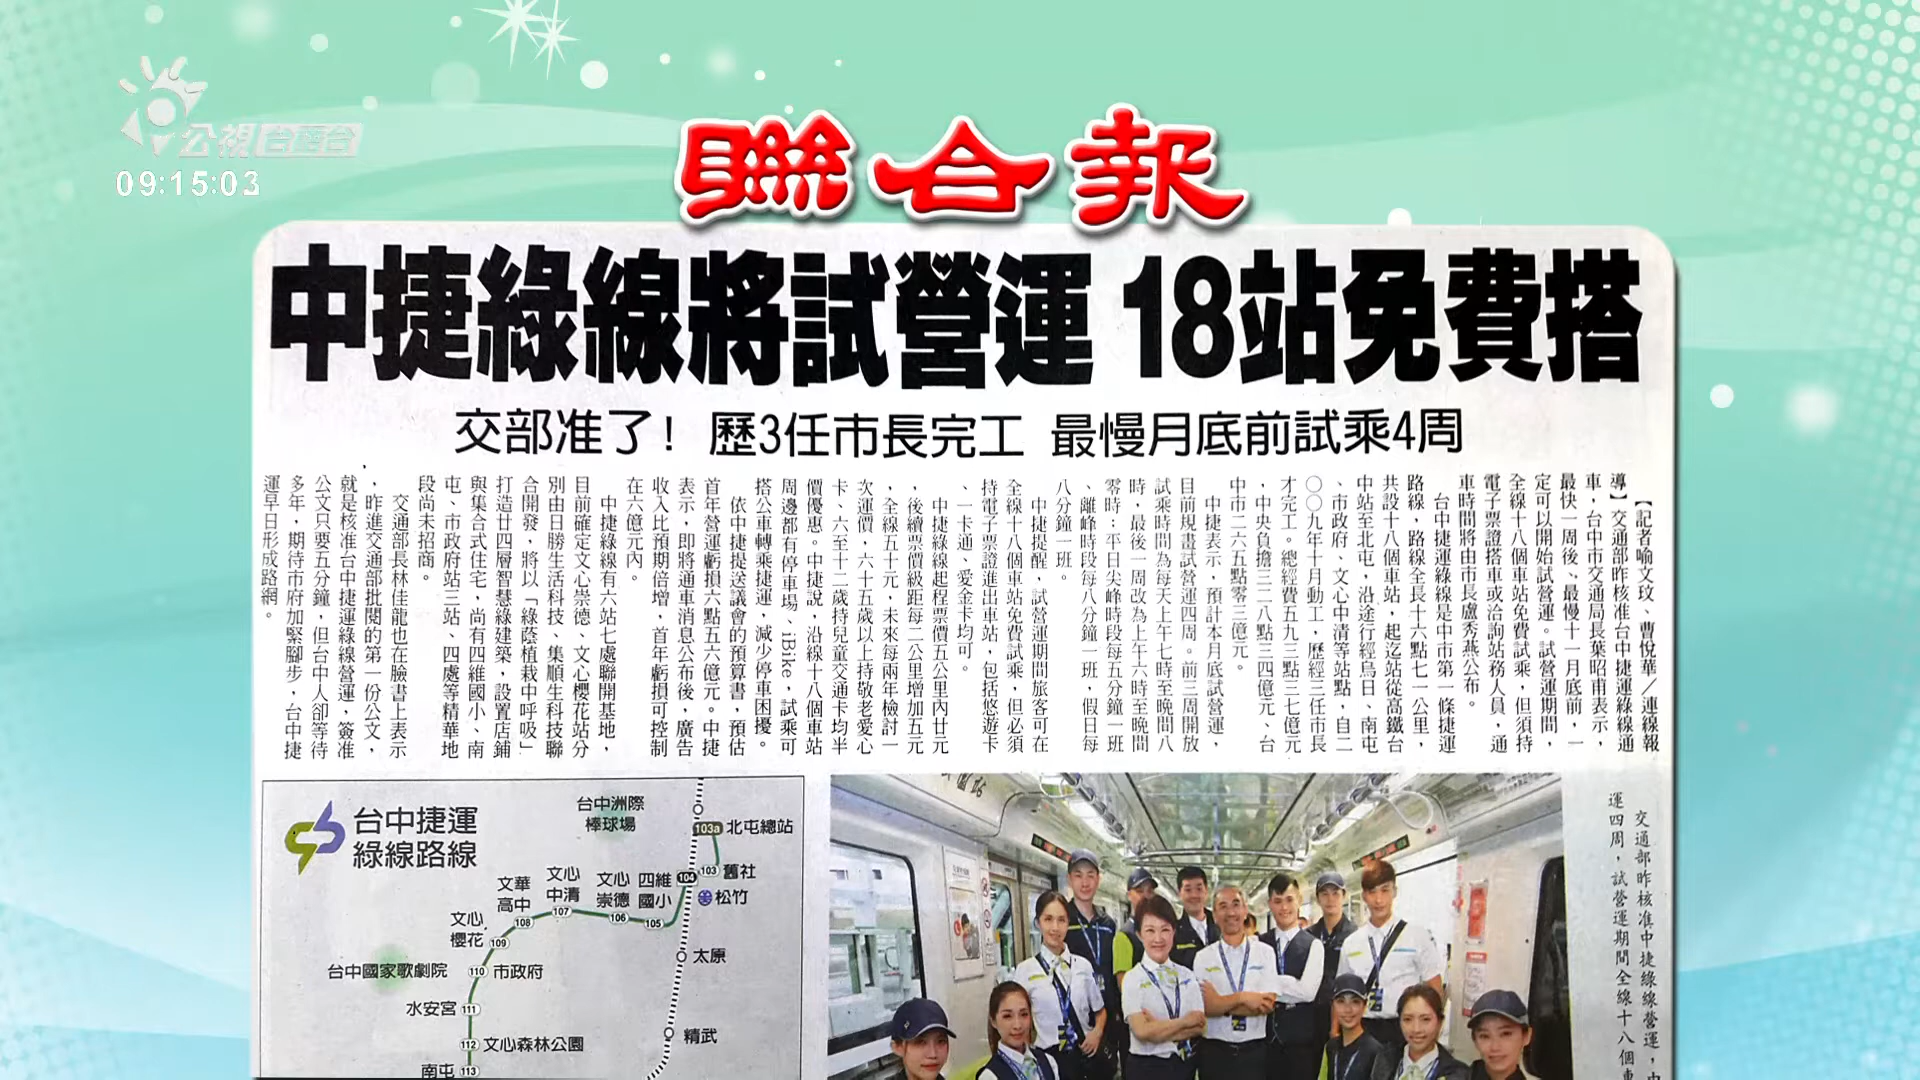 公視台語台
09:15:03
聯合報
中捷綠線將試營運 18站免費搭
交部准了！ 歷3任市長完工 最慢月底前試乘4周
【記者喻文玟、曹悅華／連線報
導】交通部昨核准台中捷運綠線通
車，台中市交通局長葉昭甫表示，
最快一周後、最慢十一月底前，一
定可以開始試營運。試營運期間，
全線十八個車站免費試乘，但須持
電子票證搭車或洽詢站務人員，通
車時間將由市長盧秀燕公布。
台中捷運綠線是中市第一條捷運
路線，路線全長十六點七一公里，
共設十八個車站，起迄站從高鐵台
中站至北屯，沿途行經烏日、南屯
、市政府、文心中清等站點，自二
〇〇九年十月動工，歷經三任市長
才完工。總經費五九三點三七億元
，中央負擔三二八點三四億元、台
中市二六五點零三億元。
中捷表示，預計本月底試營運，
目前規畫試營運四周。前三周開放
試乘時間為每天上午七時至晚間八
時，最後一周改為上午六時至晚間
零時；平日尖峰時段每五分鐘一班
、離峰時段每八分鐘一班，假日每
八分鐘一班。
中捷提醒，試營運期間旅客可在
全線十八個車站免費試乘，但必須
持電子票證進出車站，包括悠遊卡
、一卡通、愛金卡均可。
中捷綠線起程票價五公里內廿元
，後續票價級距每二公里增加五元
，全線五十元，未來每兩年檢討一
次運價，六十五歲以上持敬老愛心
卡、六至十二歲持兒童交通卡均半
價優惠。中捷說，沿線十八個車站
周邊都有停車場、iBike，試乘可
搭公車轉乘捷運，減少停車困擾。
依中捷提送議會的預算書，預估
首年營運虧損六點五六億元。中捷
表示，即將通車消息公布後，廣告
收入比預期倍增，首年虧損可控制
在六億元內。
中捷綠線有六站七處聯開基地，
目前確定文心崇德、文心櫻花站分
別由日勝生活科技、集順生科技聯
合開發，將以「綠蔭植栽中呼吸」
打造廿四層智慧綠建築，設置店鋪
與集合式住宅，尚有四維國小、南
屯、市政府站三站、四處等精華地
段尚未招商。
交通部長林佳龍也在臉書上表示
，昨進交通部批閱的第一份公文，
就是核准台中捷運綠線營運，簽准
公文只要五分鐘，但台中人卻等待
多年，期待市府加緊腳步，台中捷
運早日形成路網。
台中捷運
綠線路線
台中洲際
棒球場
103a 北屯總站
103 舊社
松竹
104
四維
國小
105
文心
崇德
106
文心
中清
107
文華
高中
108
文心
櫻花
109
台中國家歌劇院
110 市政府
水安宮 111
112 文心森林公園
南屯 113
太原
精武
交通部昨核准中捷綠線營運，中
運四周，試營運期間全線十八個車